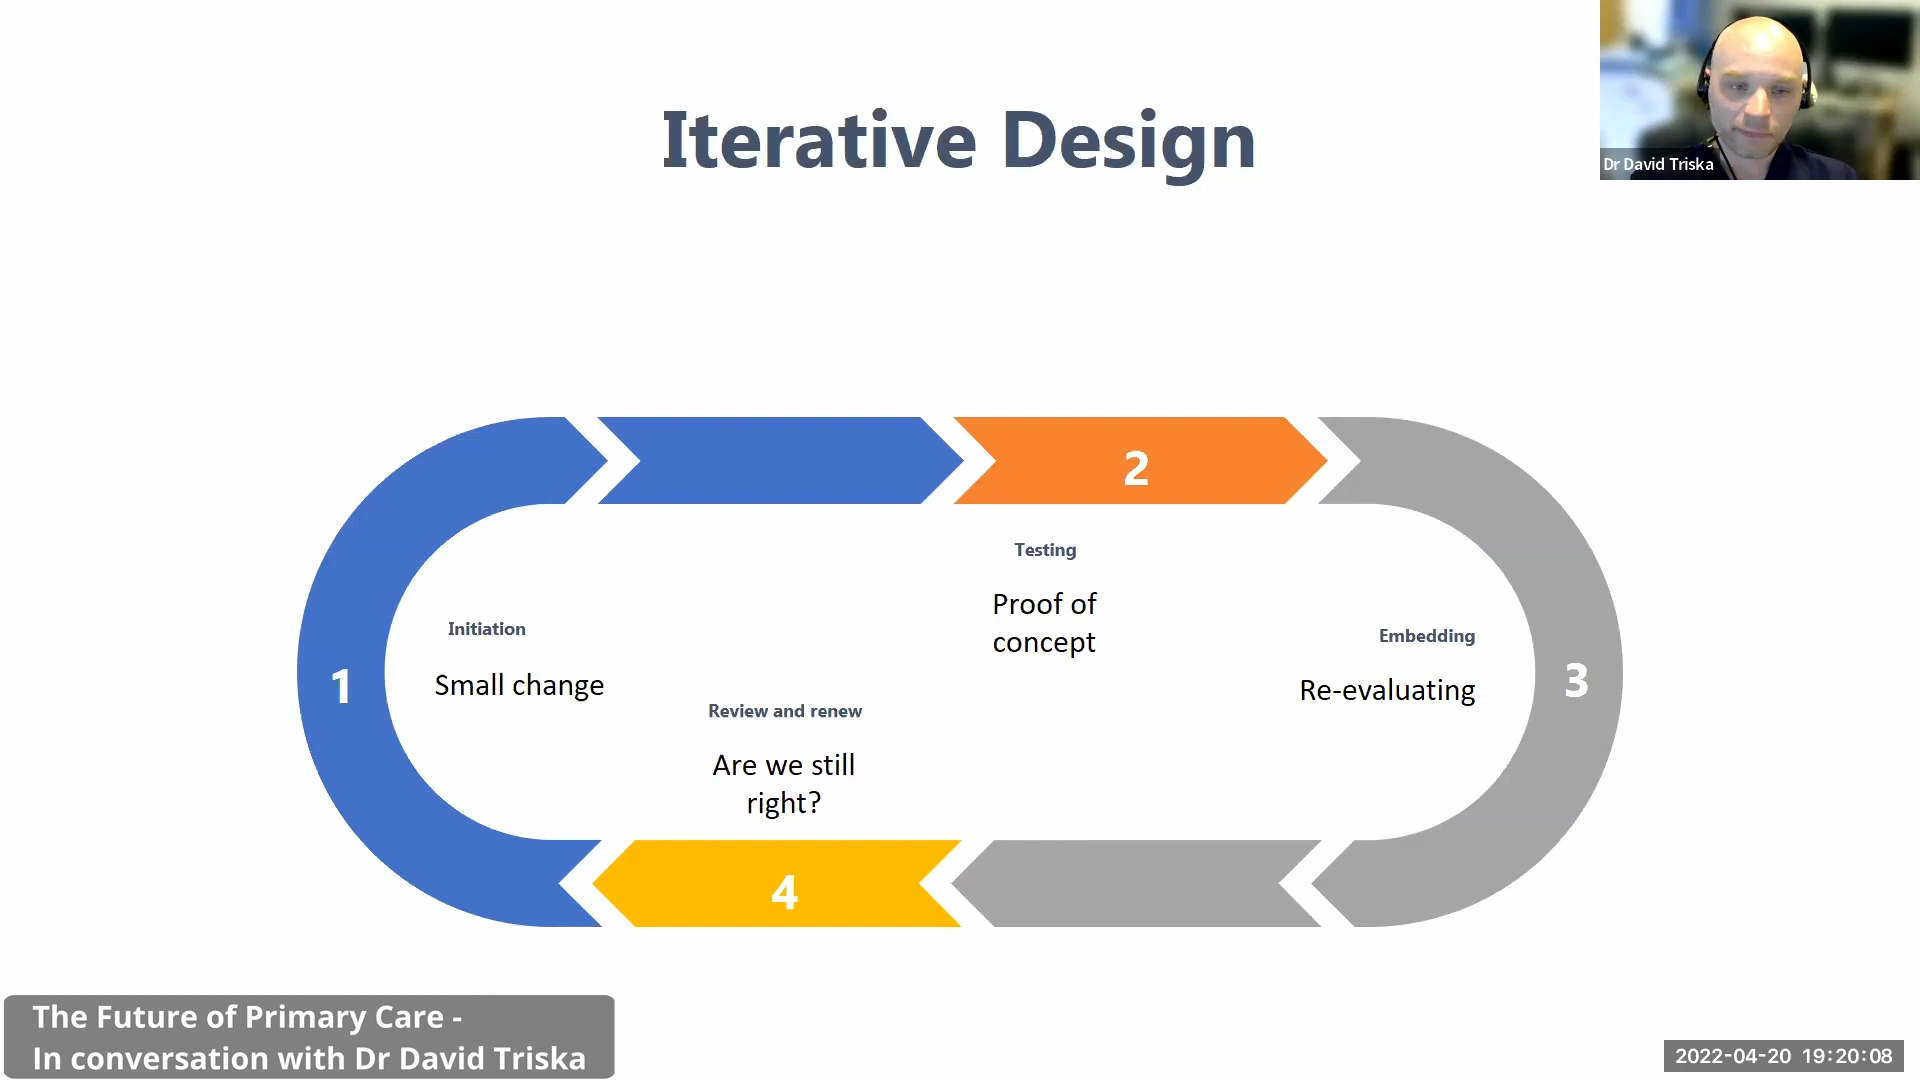 Iterative Design
Dr David Triska
2
Testing
Proof of
concept
Initiation
Small change
1
Embedding
Re-evaluating
3
Review and renew
Are we still
right?
4
The Future of Primary Care -
In conversation with Dr David Triska
2022-04-20 19:20:08